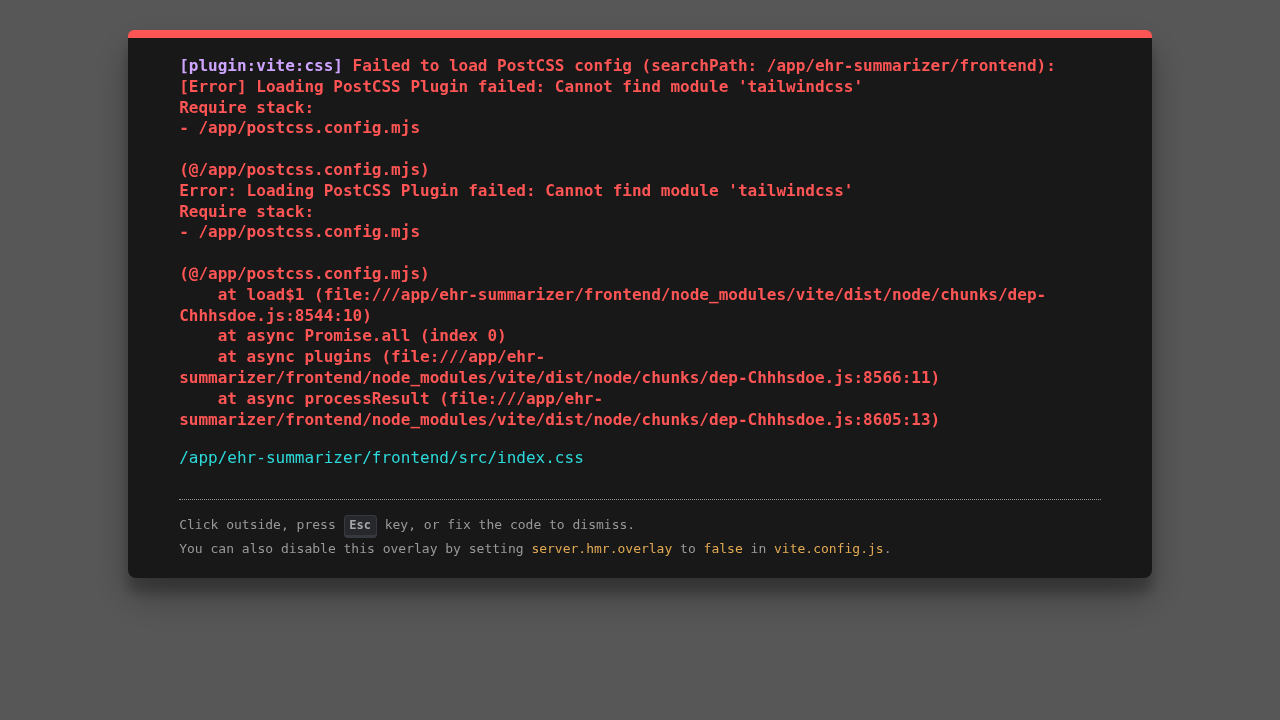 [plugin:vite:css] Failed to load PostCSS config (searchPath: /app/ehr-summarizer/frontend):
[Error] Loading PostCSS Plugin failed: Cannot find module 'tailwindcss'
Require stack:
- /app/postcss.config.mjs
(@/app/postcss.config.mjs)
Error: Loading PostCSS Plugin failed: Cannot find module 'tailwindcss'
Require stack:
- /app/postcss.config.mjs
(@/app/postcss.config.mjs)
at load$1 (file:///app/ehr-summarizer/frontend/node_modules/vite/dist/node/chunks/dep-
Chhhsdoe.js:8544:10)
at async Promise.all (index 0)
at async plugins (file:///app/ehr-
summarizer/frontend/node_modules/vite/dist/node/chunks/dep-Chhhsdoe.js:8566:11)
at async processResult (file:///app/ehr-
summarizer/frontend/node_modules/vite/dist/node/chunks/dep-Chhhsdoe.js:8605:13)
/app/ehr-summarizer/frontend/src/index.css
Click outside, press Esc key, or fix the code to dismiss.
You can also disable this overlay by setting server.hmr.overlay to false in vite.config.js.